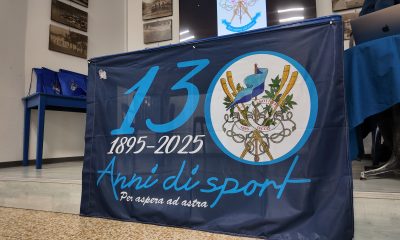 130
1895-2025
Anni di sport
Per aspera ad astra